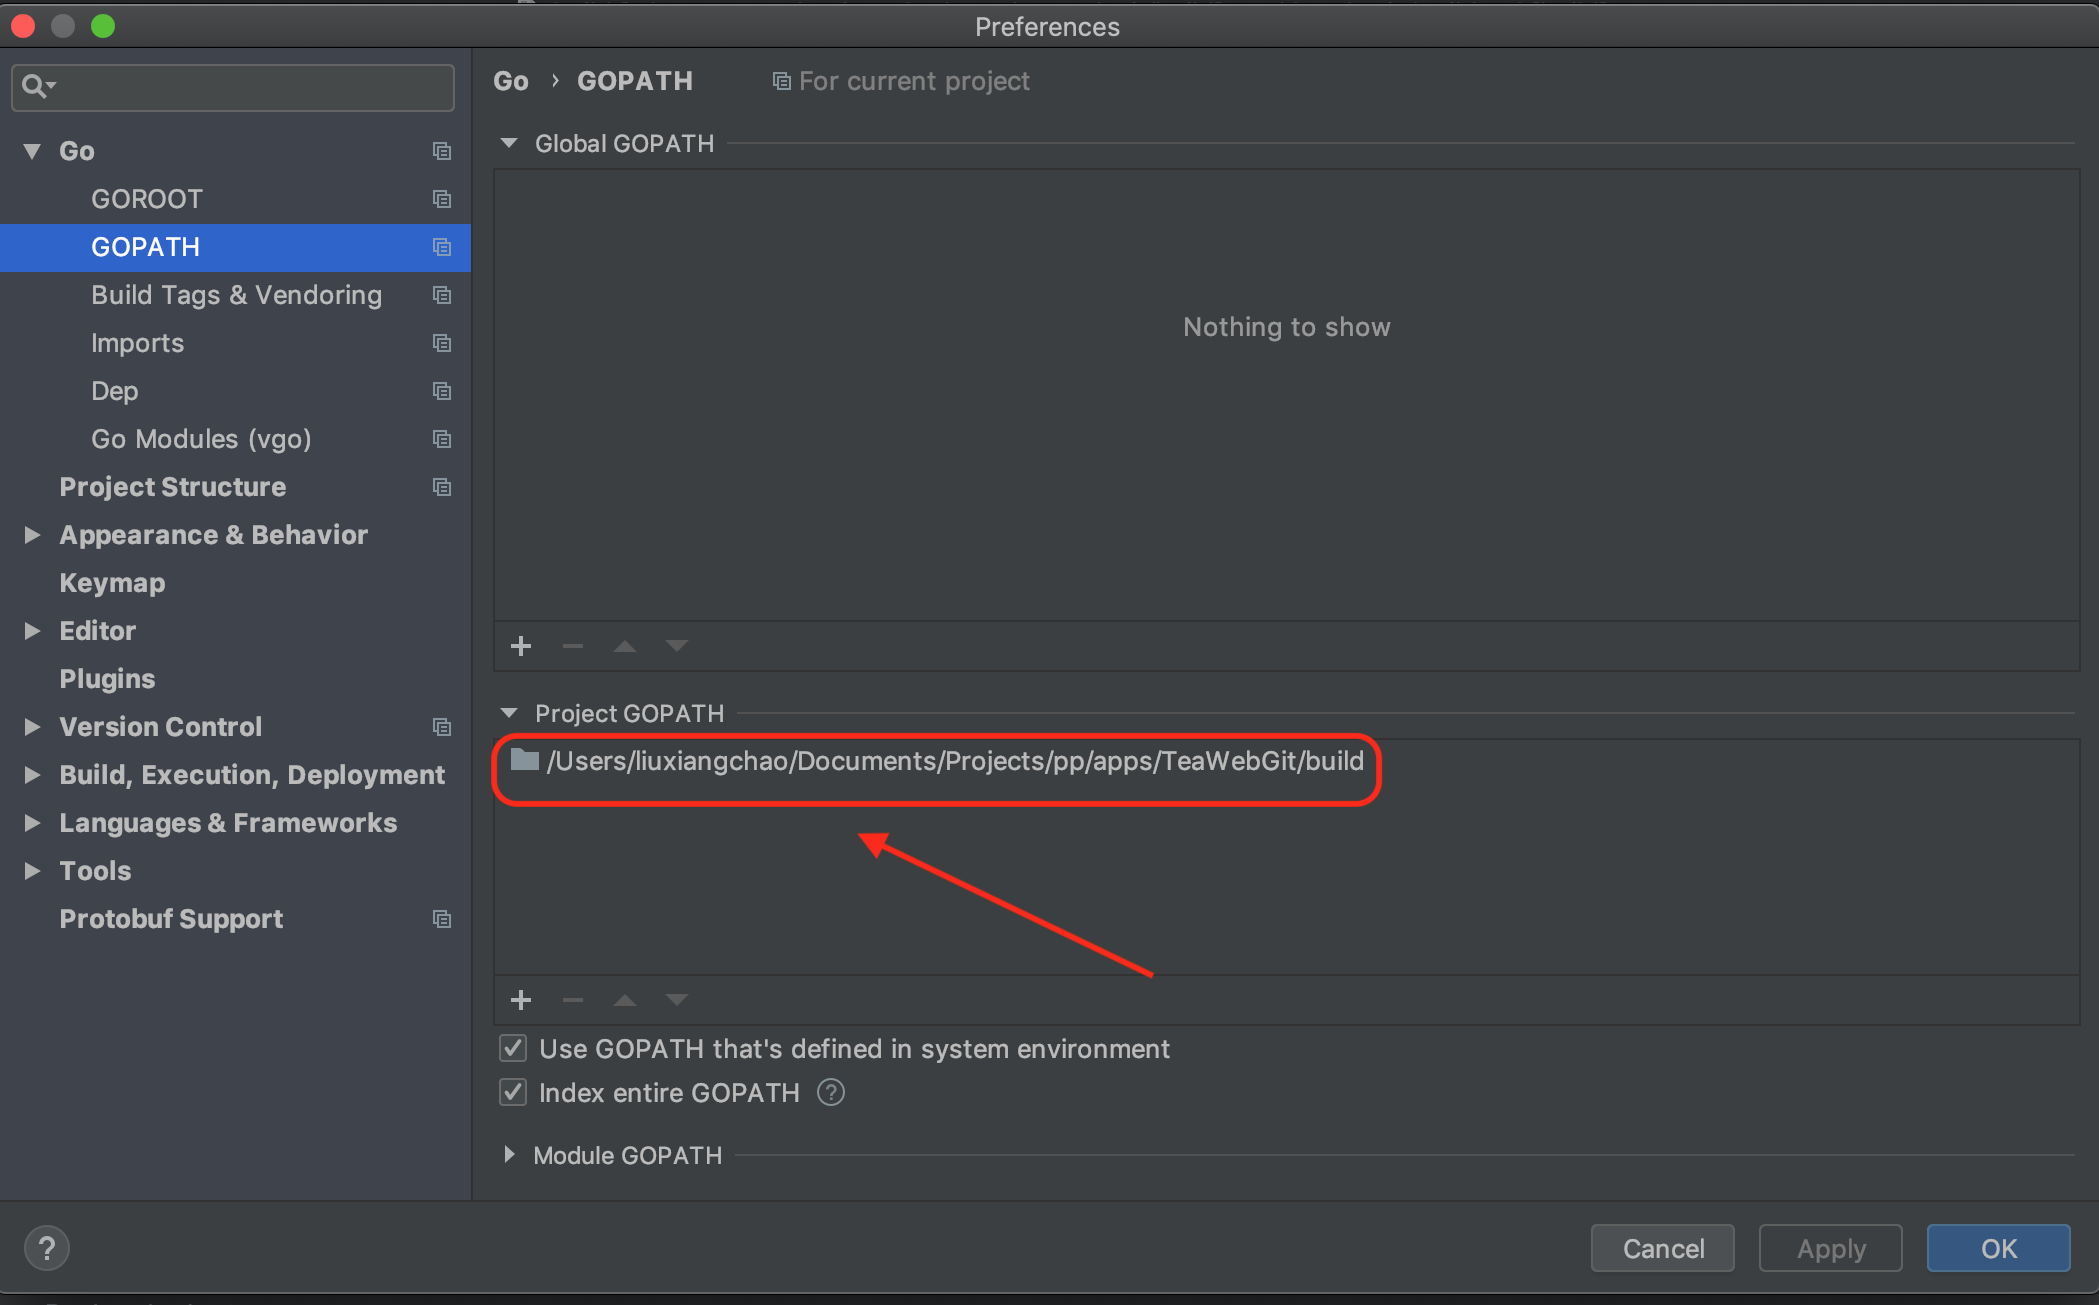 Preferences
Go › GOPATH For current project
Go
GOROOT
GOPATH
Build Tags & Vendoring
Imports
Dep
Go Modules (vgo)
Project Structure
Appearance & Behavior
Keymap
Editor
Plugins
Version Control
Build, Execution, Deployment
Languages & Frameworks
Tools
Protobuf Support
Global GOPATH
Nothing to show
Project GOPATH
/Users/liuxiangchao/Documents/Projects/pp/apps/TeaWebGit/build
Use GOPATH that's defined in system environment
Index entire GOPATH ?
Module GOPATH
?
Cancel
Apply
OK